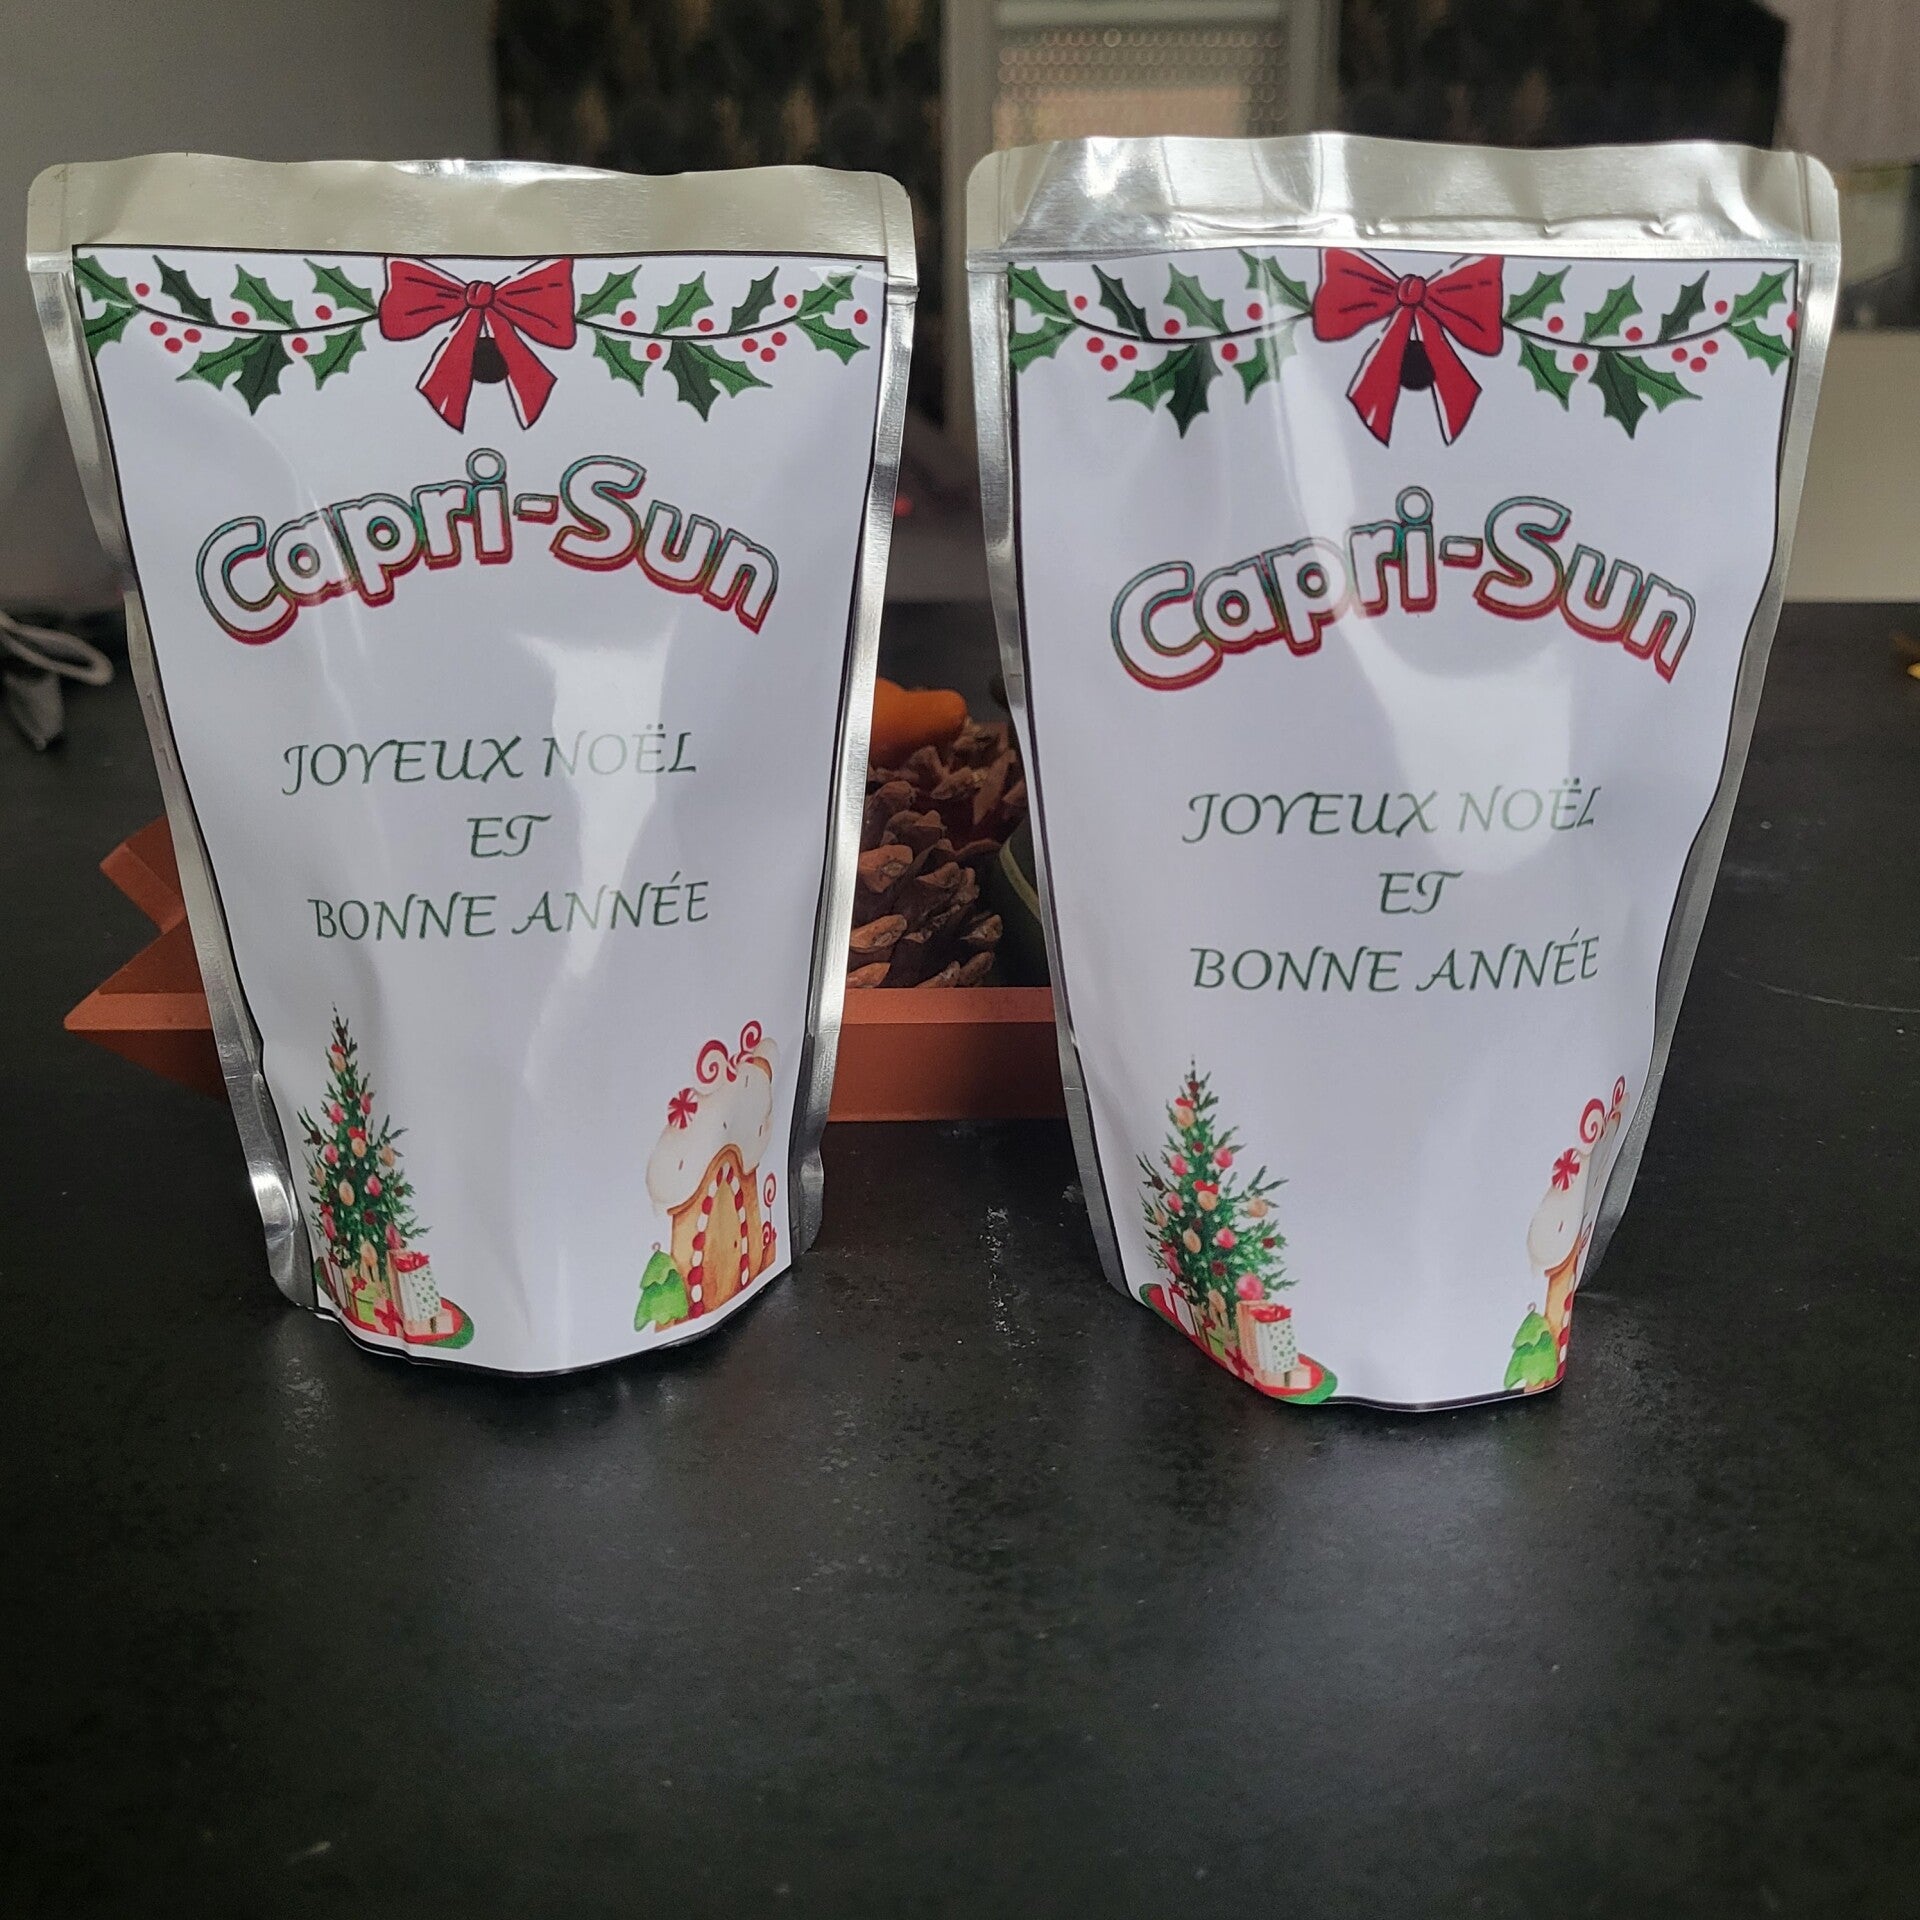 Capri-Sun
JOYEUX NOËL
ET
BONNE ANNÉE
Capri-Sun
JOYEUX NOËL
ET
BONNE ANNÉE